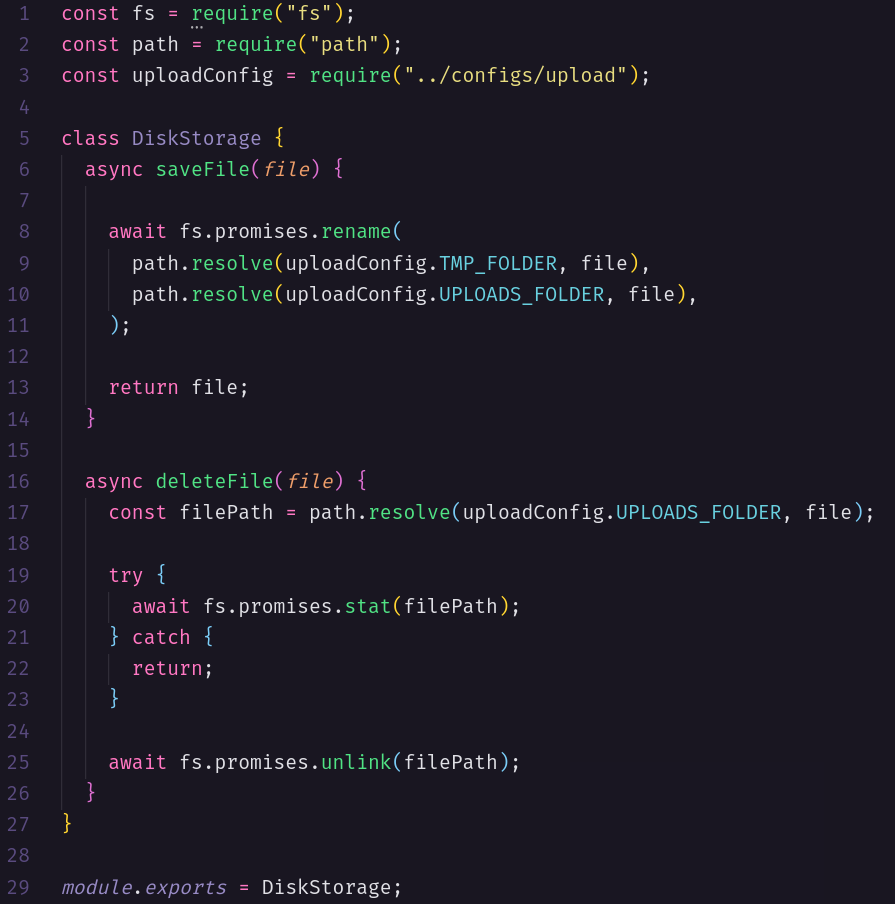 1 const fs = require("fs");
2 const path = require("path");
3 const uploadConfig = require("../configs/upload");
4
5 class DiskStorage {
6   async saveFile(file) {
7
8     await fs.promises.rename(
9       path.resolve(uploadConfig.TMP_FOLDER, file),
10       path.resolve(uploadConfig.UPLOADS_FOLDER, file),
11     );
12
13     return file;
14   }
15
16   async deleteFile(file) {
17     const filePath = path.resolve(uploadConfig.UPLOADS_FOLDER, file);
18
19     try {
20       await fs.promises.stat(filePath);
21     } catch {
22       return;
23     }
24
25     await fs.promises.unlink(filePath);
26   }
27 }
28
29 module.exports = DiskStorage;